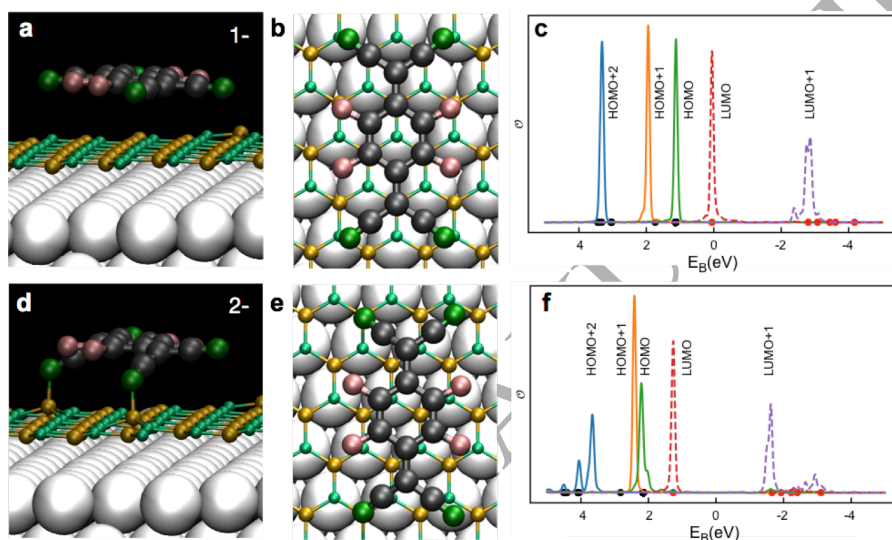 a
1-
b
c
HOMO+2
HOMO+1
HOMO
LUMO
LUMO+1
𝒪
4
2
0
-2
-4
E_B(eV)
d
2-
e
f
HOMO+2
HOMO+1
HOMO
LUMO
LUMO+1
𝒪
4
2
0
-2
-4
E_B(eV)